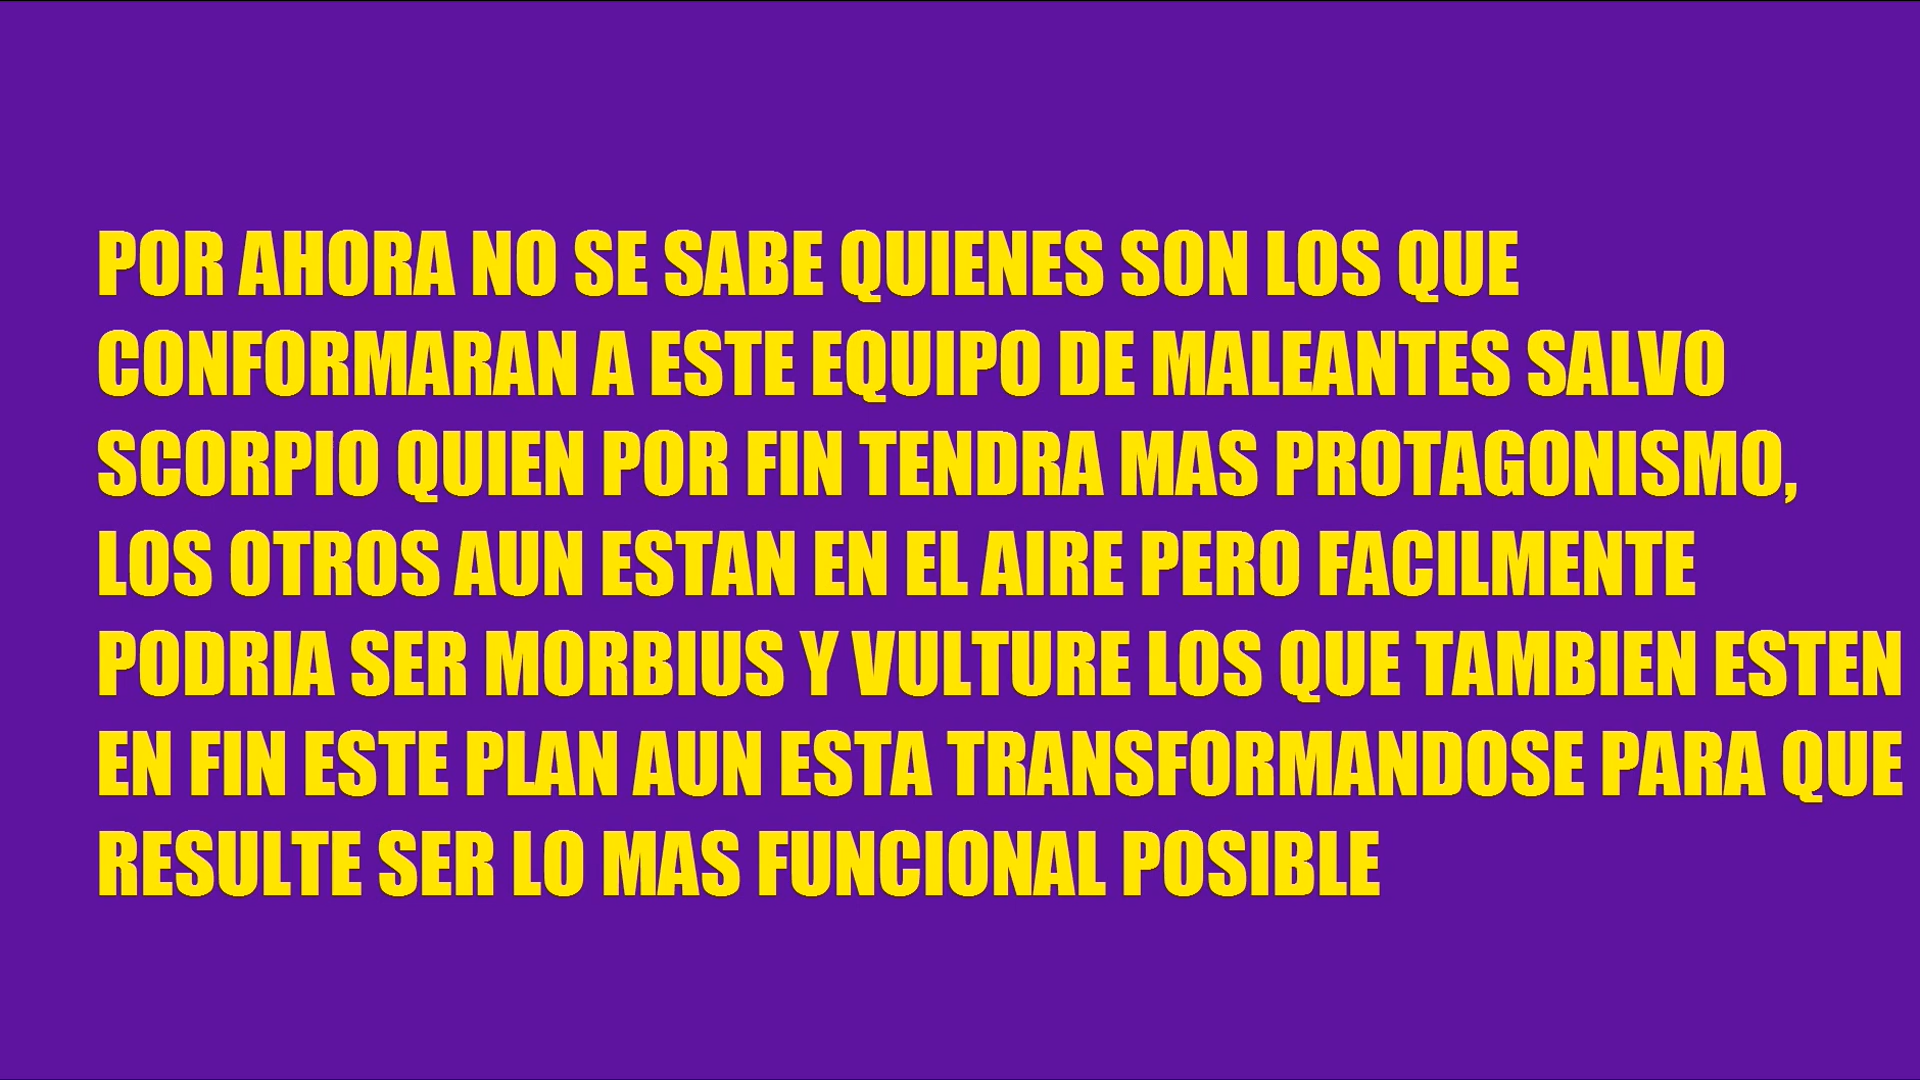 POR AHORA NO SE SABE QUIENES SON LOS QUE
CONFORMARAN A ESTE EQUIPO DE MALEANTES SALVO
SCORPIO QUIEN POR FIN TENDRA MAS PROTAGONISMO,
LOS OTROS AUN ESTAN EN EL AIRE PERO FACILMENTE
PODRIA SER MORBIUS Y VULTURE LOS QUE TAMBIEN ESTEN
EN FIN ESTE PLAN AUN ESTA TRANSFORMANDOSE PARA QUE
RESULTE SER LO MAS FUNCIONAL POSIBLE